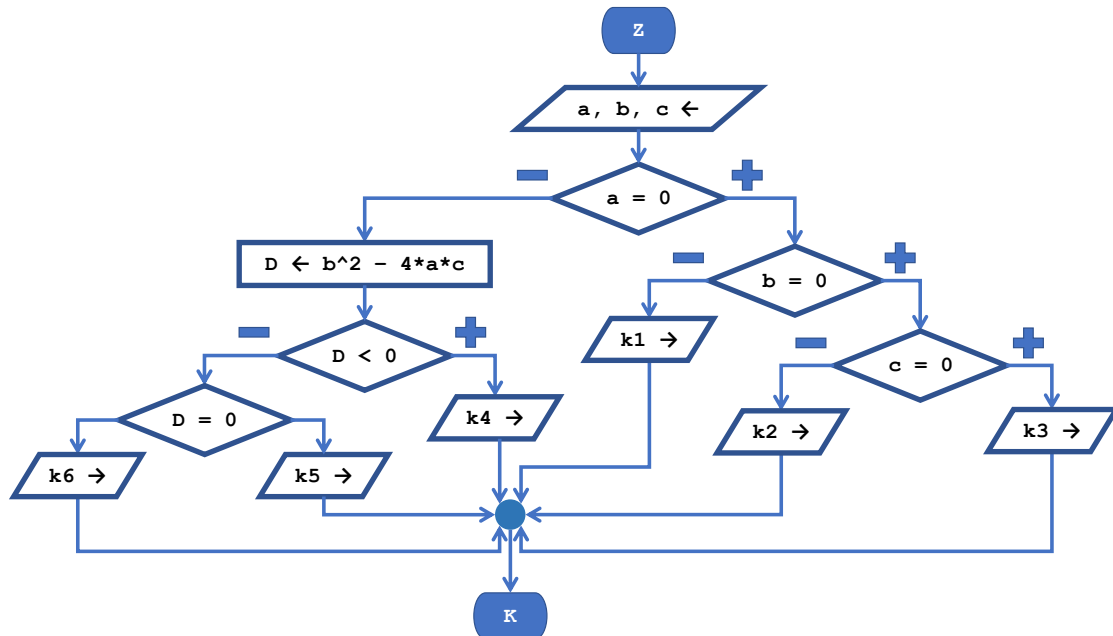 Z
a, b, c ←
a = 0
D ← b^2 – 4*a*c
b = 0
k1 →
D < 0
c = 0
D = 0
k4 →
k2 →
k3 →
k6 →
k5 →
K